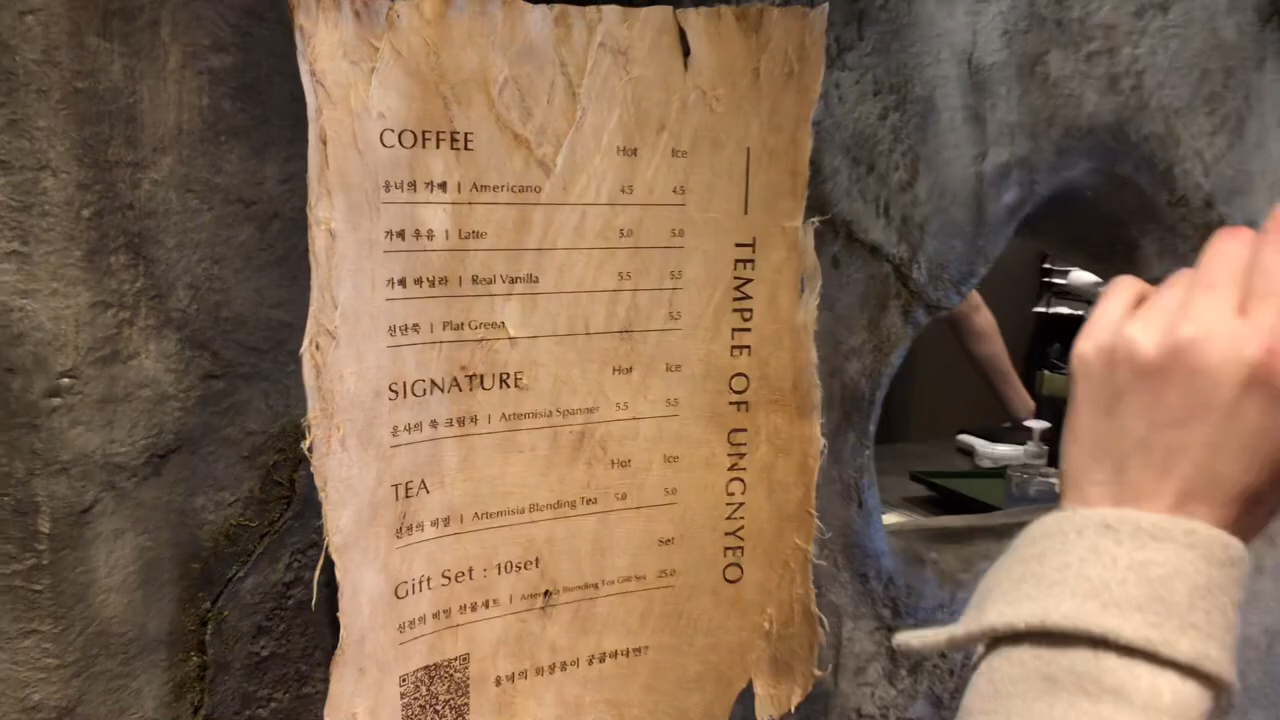 COFFEE Hot Ice
웅녀의 가베 | Americano 4.5 4.5
가베 우유 | Latte 5.0 5.0
가베 바닐라 | Real Vanilla 5.5 5.5
신단쑥 | Plat Green 5.5
SIGNATURE Hot Ice
운사의 쑥 크림차 | Artemisia Spanner 5.5 5.5
TEA Hot Ice
신전의 비밀 | Artemisia Blending Tea 5.0 5.0
Gift Set : 10set Set
신전의 비밀 선물세트 | Artemisia Blending Tea Gift Set 25.0
웅녀의 화장품이 궁금하다면?
TEMPLE OF UNGNYEO